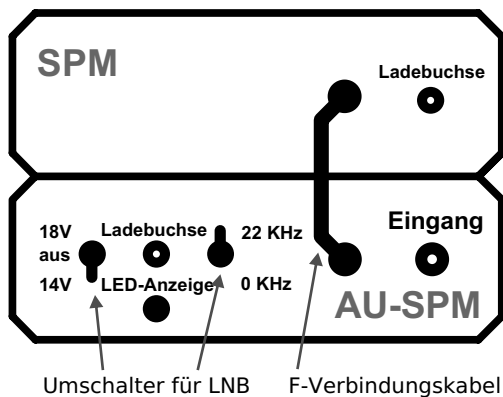 SPM
Ladebuchse
18V
aus
14V
Ladebuchse
LED-Anzeige
22 KHz
0 KHz
Eingang
AU-SPM
Umschalter für LNB
F-Verbindungskabel